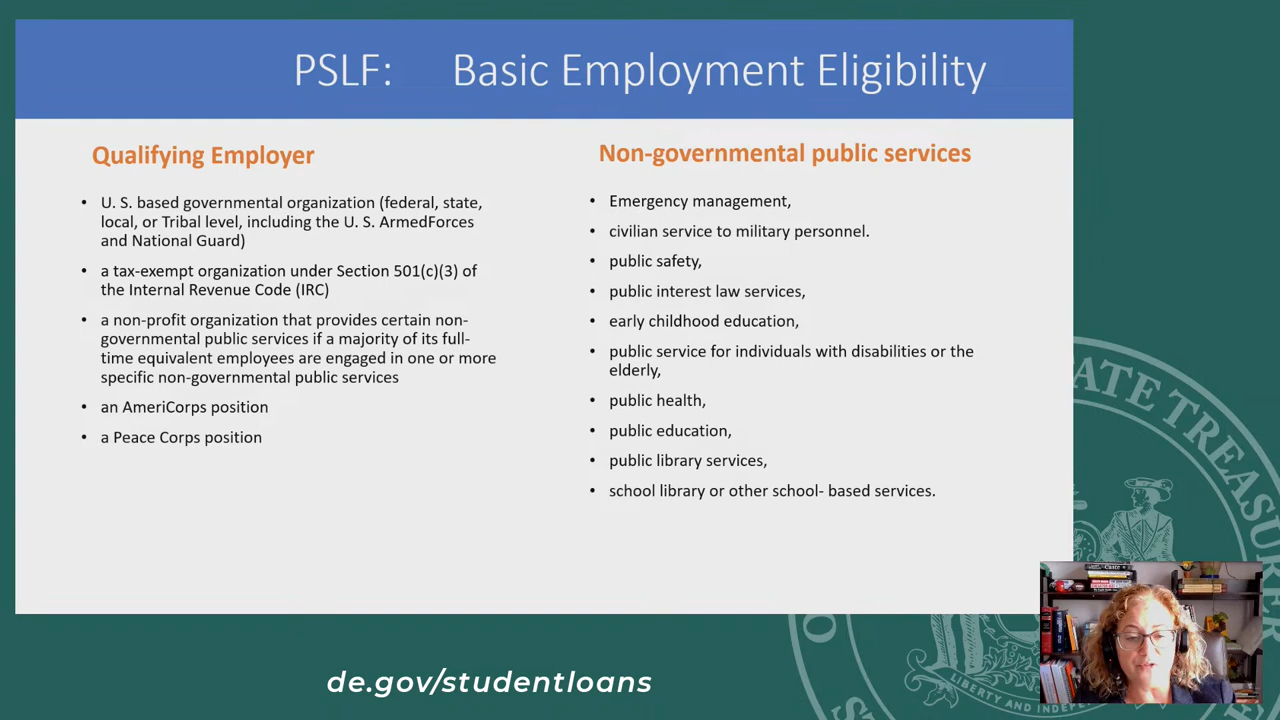 PSLF: Basic Employment Eligibility
Qualifying Employer
• U. S. based governmental organization (federal, state,
local, or Tribal level, including the U. S. ArmedForces
and National Guard)
• a tax-exempt organization under Section 501(c)(3) of
the Internal Revenue Code (IRC)
• a non-profit organization that provides certain non-
governmental public services if a majority of its full-
time equivalent employees are engaged in one or more
specific non-governmental public services
• an AmeriCorps position
• a Peace Corps position
Non-governmental public services
• Emergency management,
• civilian service to military personnel.
• public safety,
• public interest law services,
• early childhood education,
• public service for individuals with disabilities or the
elderly,
• public health,
• public education,
• public library services,
• school library or other school- based services.
ATE TREASURER
LIBERTY AND INDEPE
de.gov/studentloans